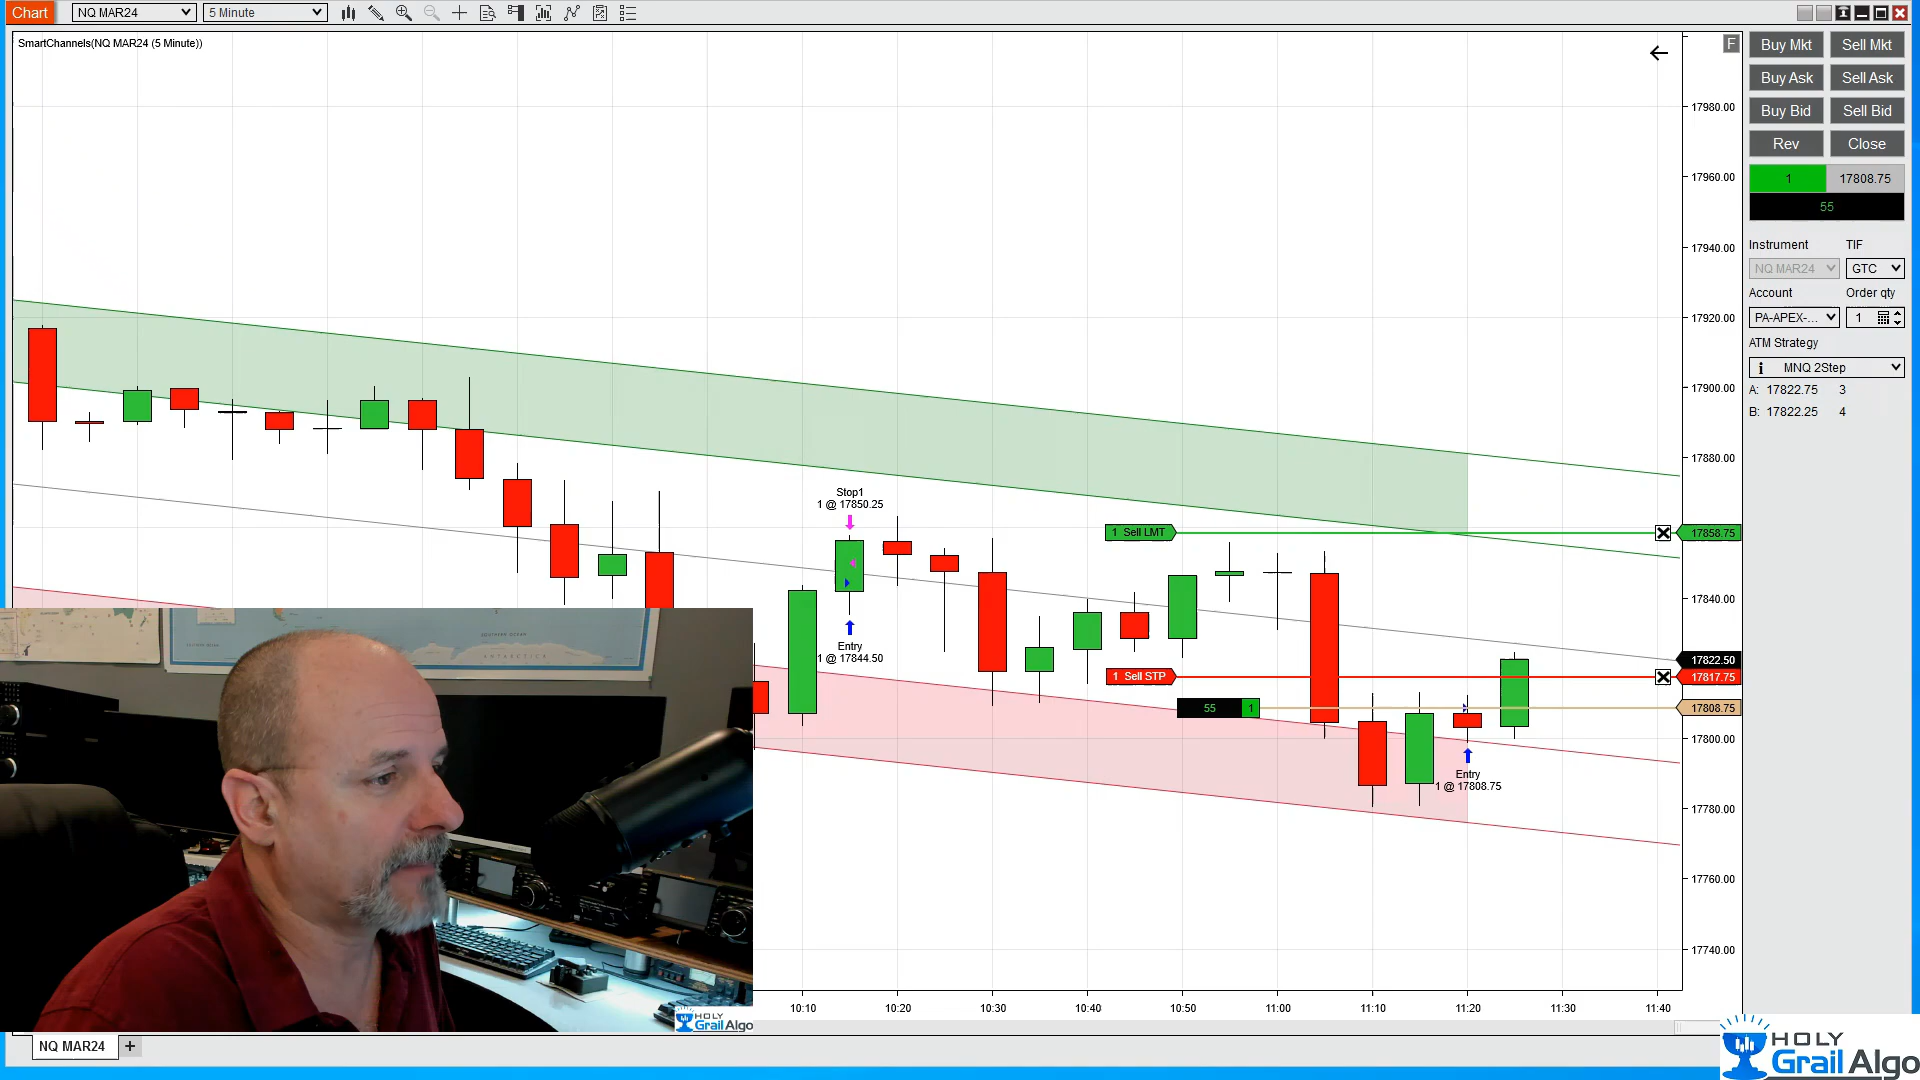 Chart
NQ MAR24
5 Minute
SmartChannels(NQ MAR24 (5 Minute))
F
17980.00
17960.00
17940.00
17920.00
17900.00
17880.00
17858.75
17840.00
17822.50
17817.75
17808.75
17800.00
17780.00
17760.00
17740.00
Stop1
1 @ 17850.25
Entry
1 @ 17844.50
1 Sell LMT
1 Sell STP
55 1
Entry
1 @ 17808.75
10:10 10:20 10:30 10:40 10:50 11:00 11:10 11:20 11:30 11:40
Buy Mkt Sell Mkt
Buy Ask Sell Ask
Buy Bid Sell Bid
Rev Close
1 17808.75
55
Instrument TIF
NQ MAR24 GTC
Account Order qty
PA-APEX-... 1
ATM Strategy
MNQ 2Step
A: 17822.75 3
B: 17822.25 4
SOUTHERN OCEAN
ANTARCTICA
HOLY
Grail Algo
NQ MAR24 +
HOLY
Grail Algo